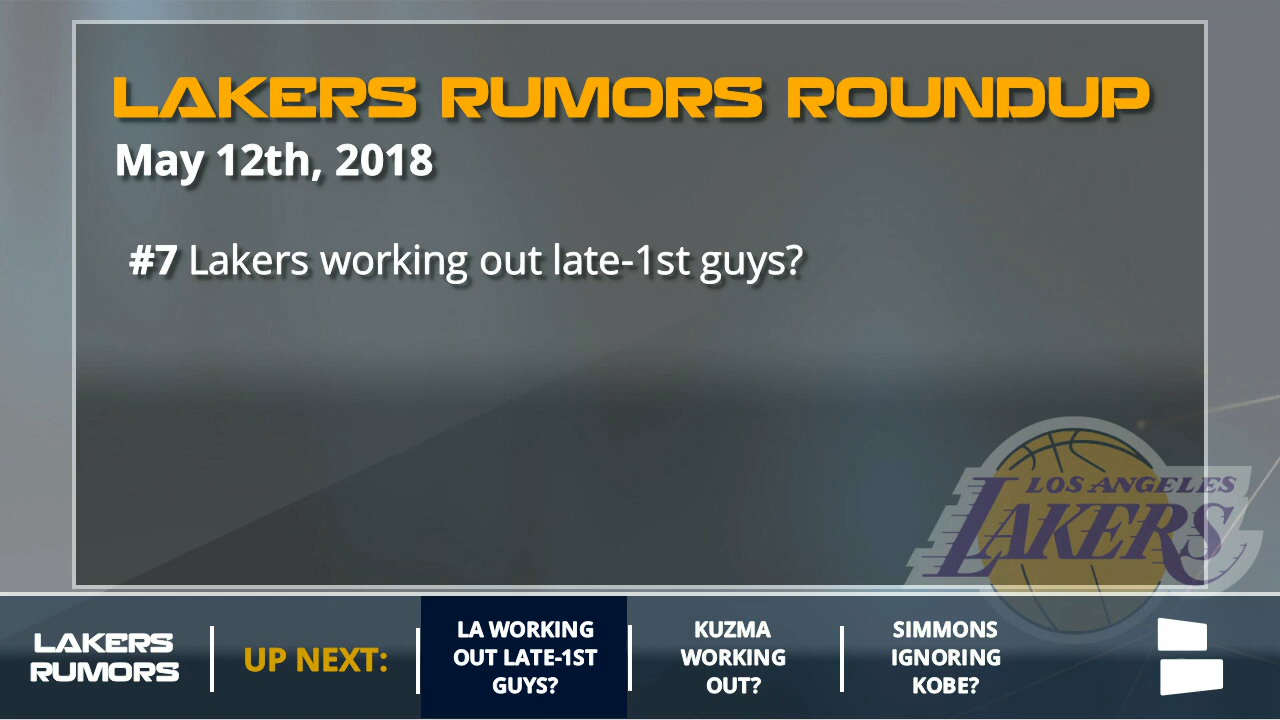 LAKERS RUMORS ROUNDUP
May 12th, 2018
#7 Lakers working out late-1st guys?
LOS ANGELES
LAKERS
LAKERS
RUMORS
UP NEXT:
LA WORKING
OUT LATE-1ST
GUYS?
KUZMA
WORKING
OUT?
SIMMONS
IGNORING
KOBE?